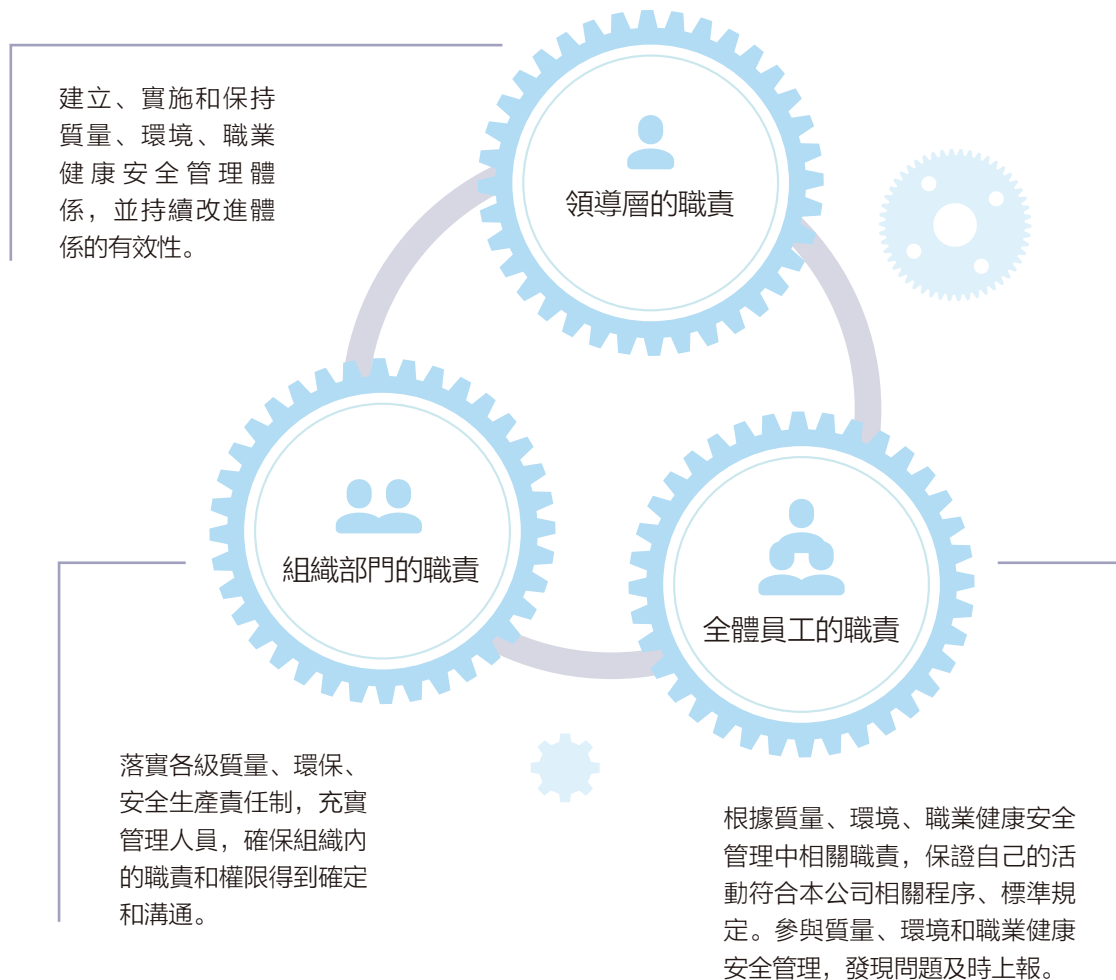 建立、實施和保持
質量、環境、職業
健康安全管理體
係，並持續改進體
係的有效性。
領導層的職責
組織部門的職責
全體員工的職責
落實各級質量、環保、
安全生產責任制，充實
管理人員，確保組織內
的職責和權限得到確定
和溝通。
根據質量、環境、職業健康安全
管理中相關職責，保證自己的活
動符合本公司相關程序、標準規
定。參與質量、環境和職業健康
安全管理，發現問題及時上報。